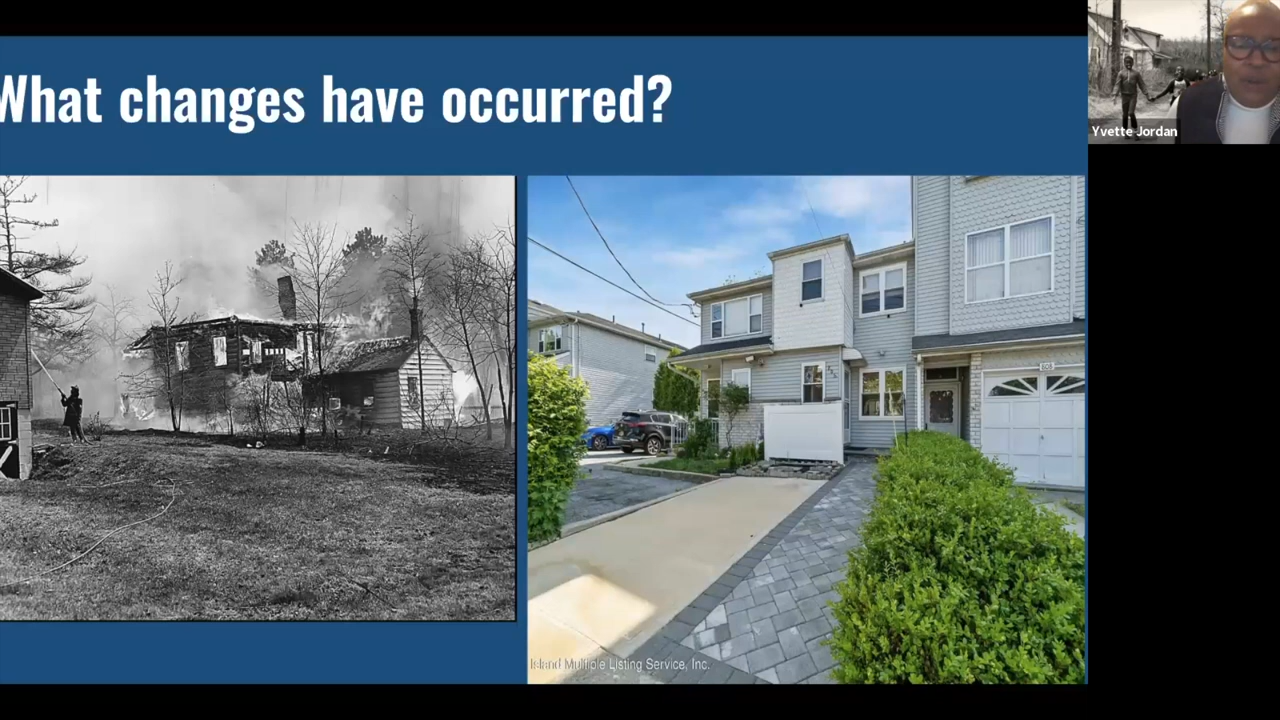 What changes have occurred?
Yvette Jordan
Island Multiple Listing Service, Inc.